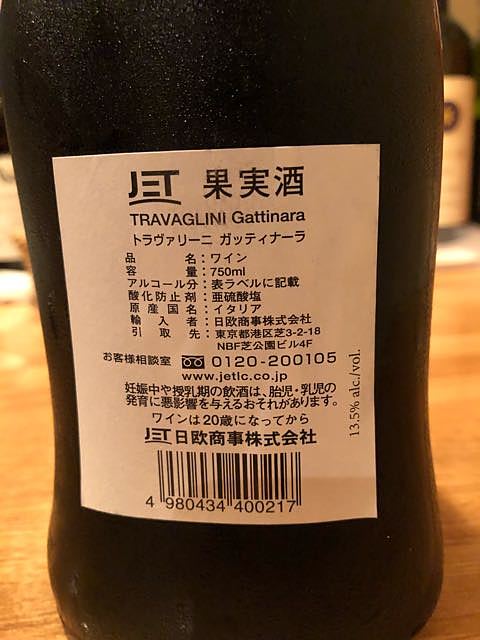 JET 果実酒
TRAVAGLINI Gattinara
トラヴァリーニ ガッティナーラ
品名：ワイン
容量：750ml
アルコール分：表ラベルに記載
酸化防止剤：亜硫酸塩
原産国名：イタリア
輸入者：日欧商事株式会社
引取先：東京都港区芝3-2-18
NBF芝公園ビル4F
お客様相談室 0120-200105
www.jetlc.co.jp
妊娠中や授乳期の飲酒は、胎児・乳児の
発育に悪影響を与えるおそれがあります。
ワインは20歳になってから
JET 日欧商事株式会社
4 980434 400217
13.5% alc./vol.